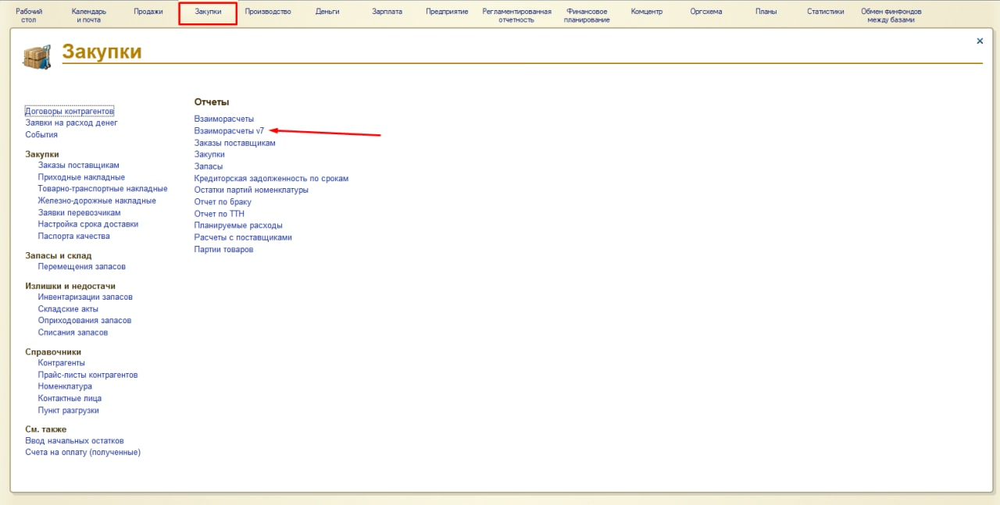 Рабочий стол
Календарь и почта
Продажи
Закупки
Производство
Деньги
Зарплата
Предприятие
Регламентированная отчетность
Финансовое планирование
Комцентр
Оргсхема
Планы
Статистики
Обмен финфондов между базами
Закупки
Договоры контрагентов
Заявки на расход денег
События
Закупки
Заказы поставщикам
Приходные накладные
Товарно-транспортные накладные
Железно-дорожные накладные
Заявки перевозчикам
Настройка срока доставки
Паспорта качества
Запасы и склад
Перемещения запасов
Излишки и недостачи
Инвентаризации запасов
Складские акты
Оприходования запасов
Списания запасов
Справочники
Контрагенты
Прайс-листы контрагентов
Номенклатура
Контактные лица
Пункт разгрузки
См. также
Ввод начальных остатков
Счета на оплату (полученные)
Отчеты
Взаиморасчеты
Взаиморасчеты v7
Заказы поставщикам
Закупки
Запасы
Кредиторская задолженность по срокам
Остатки партий номенклатуры
Отчет по браку
Отчет по ТТН
Планируемые расходы
Расчеты с поставщиками
Партии товаров